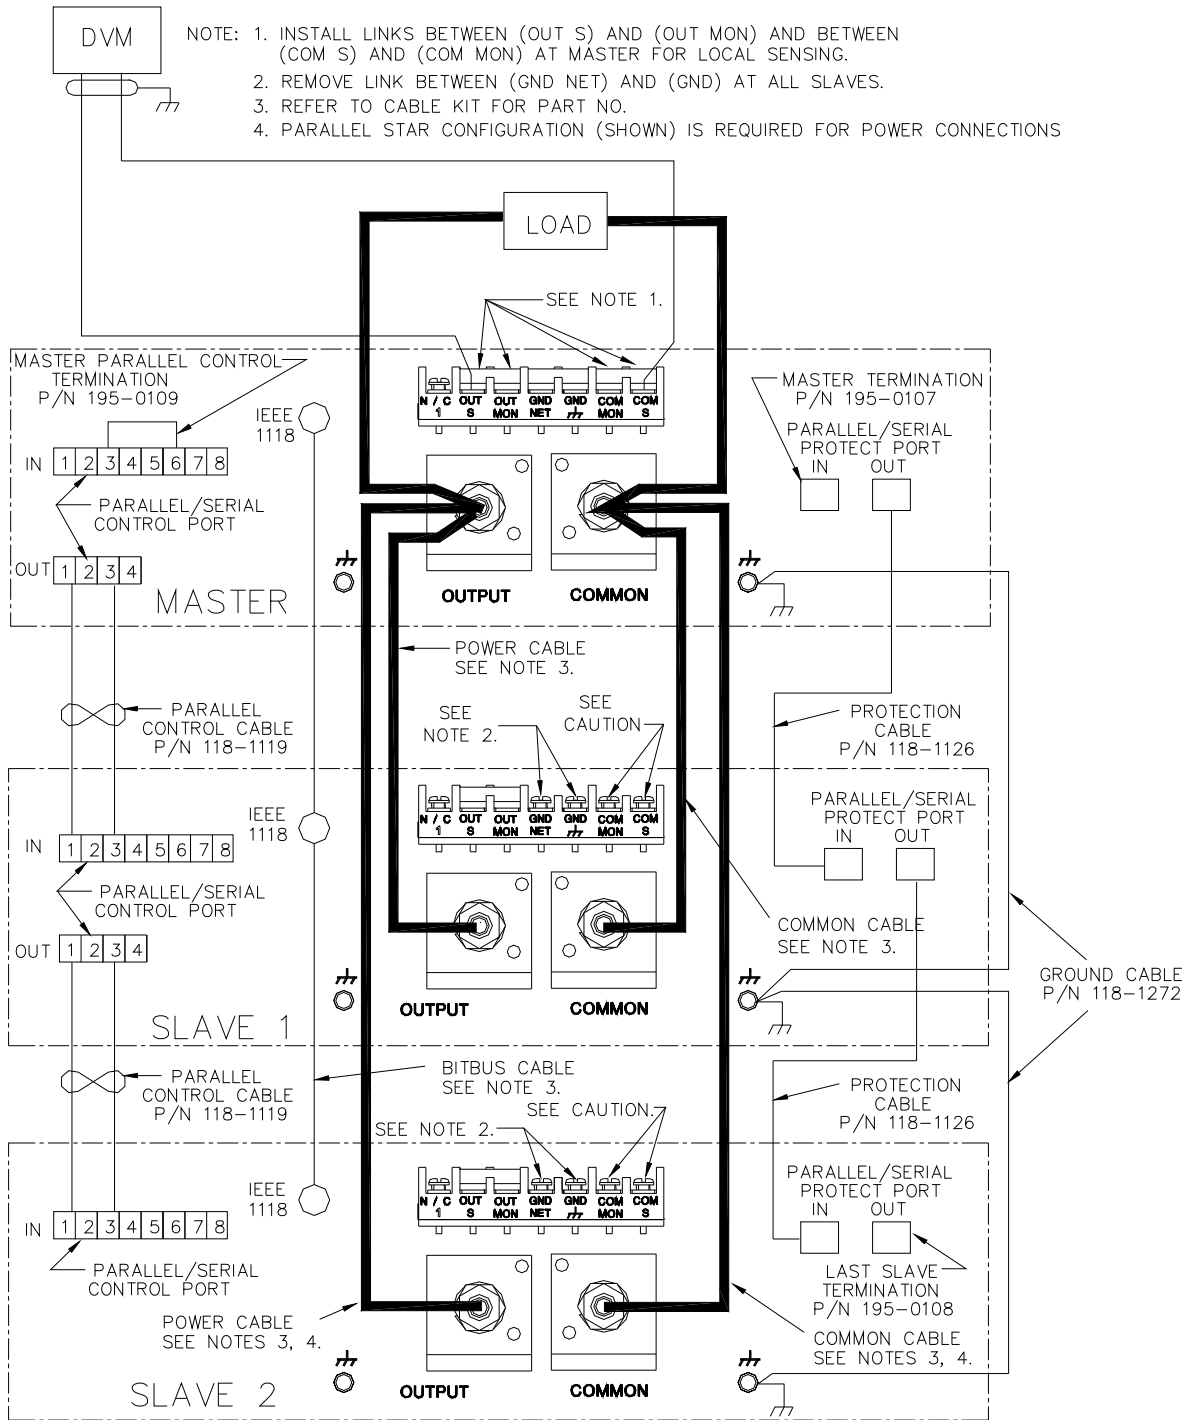 DVM
NOTE: 1. INSTALL LINKS BETWEEN (OUT S) AND (OUT MON) AND BETWEEN
(COM S) AND (COM MON) AT MASTER FOR LOCAL SENSING.
2. REMOVE LINK BETWEEN (GND NET) AND (GND) AT ALL SLAVES.
3. REFER TO CABLE KIT FOR PART NO.
4. PARALLEL STAR CONFIGURATION (SHOWN) IS REQUIRED FOR POWER CONNECTIONS
LOAD
SEE NOTE 1.
MASTER PARALLEL CONTROL
TERMINATION
P/N 195-0109
IEEE
1118
IN 1 2 3 4 5 6 7 8
PARALLEL/SERIAL
CONTROL PORT
OUT 1 2 3 4
MASTER
N / C OUT OUT GND GND COM COM
1 S MON NET MON S
OUTPUT COMMON
MASTER TERMINATION
P/N 195-0107
PARALLEL/SERIAL
PROTECT PORT
IN OUT
POWER CABLE
SEE NOTE 3.
PARALLEL
CONTROL CABLE
P/N 118-1119
SEE
NOTE 2.
SEE
CAUTION
PROTECTION
CABLE
P/N 118-1126
IEEE
1118
IN 1 2 3 4 5 6 7 8
PARALLEL/SERIAL
CONTROL PORT
OUT 1 2 3 4
SLAVE 1
N / C OUT OUT GND GND COM COM
1 S MON NET MON S
OUTPUT COMMON
PARALLEL/SERIAL
PROTECT PORT
IN OUT
COMMON CABLE
SEE NOTE 3.
GROUND CABLE
P/N 118-1272
PARALLEL
CONTROL CABLE
P/N 118-1119
BITBUS CABLE
SEE NOTE 3.
SEE CAUTION.
SEE NOTE 2.
PROTECTION
CABLE
P/N 118-1126
IEEE
1118
IN 1 2 3 4 5 6 7 8
PARALLEL/SERIAL
CONTROL PORT
N / C OUT OUT GND GND COM COM
1 S MON NET MON S
PARALLEL/SERIAL
PROTECT PORT
IN OUT
LAST SLAVE
TERMINATION
P/N 195-0108
POWER CABLE
SEE NOTES 3, 4.
COMMON CABLE
SEE NOTES 3, 4.
SLAVE 2
OUTPUT COMMON